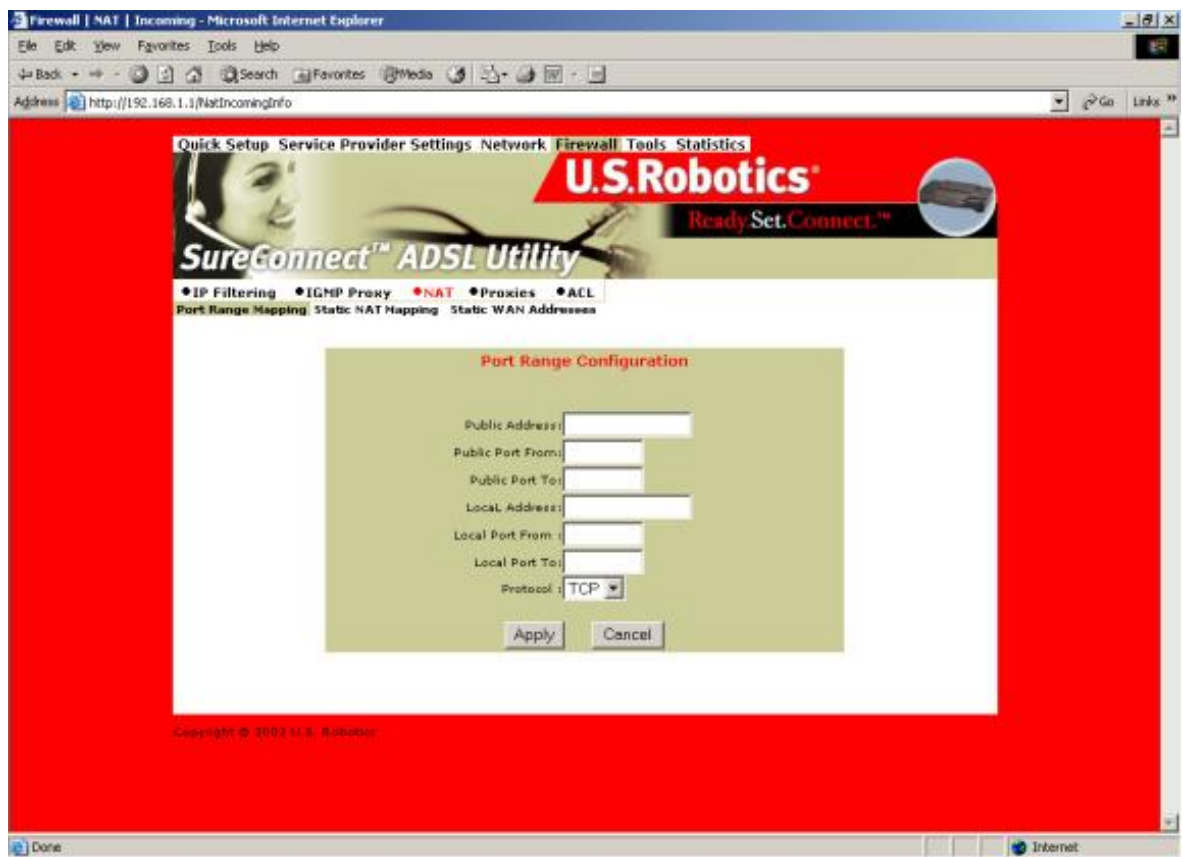 Firewall | NAT | Incoming - Microsoft Internet Explorer
File Edit View Favorites Tools Help
Back Search Favorites Media
Address http://192.168.1.1/NatIncomingInfo Go Links »
Quick Setup Service Provider Settings Network Firewall Tools Statistics
U.S.Robotics®
Ready.Set.Connect.™
SureConnect™ ADSL Utility
IP Filtering IGMP Proxy NAT Proxies ACL
Port Range Mapping Static NAT Mapping Static WAN Addresses
Port Range Configuration
Public Address:
Public Port From:
Public Port To:
LocaL Address:
Local Port From :
Local Port To:
Protocol : TCP
Apply Cancel
Copyright © U.S. Robotics
Done Internet